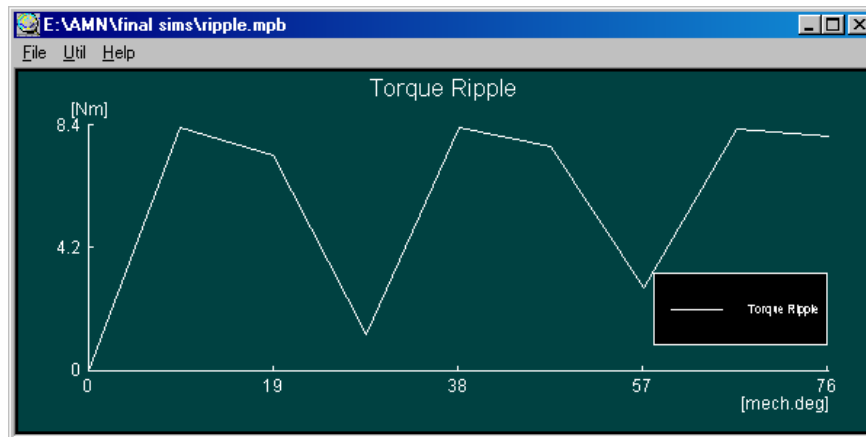 E:\AMN\final sims\ripple.mpb
File Util Help
Torque Ripple
[Nm]
8.4
4.2
0
Torque Ripple
0 19 38 57 76
[mech.deg]